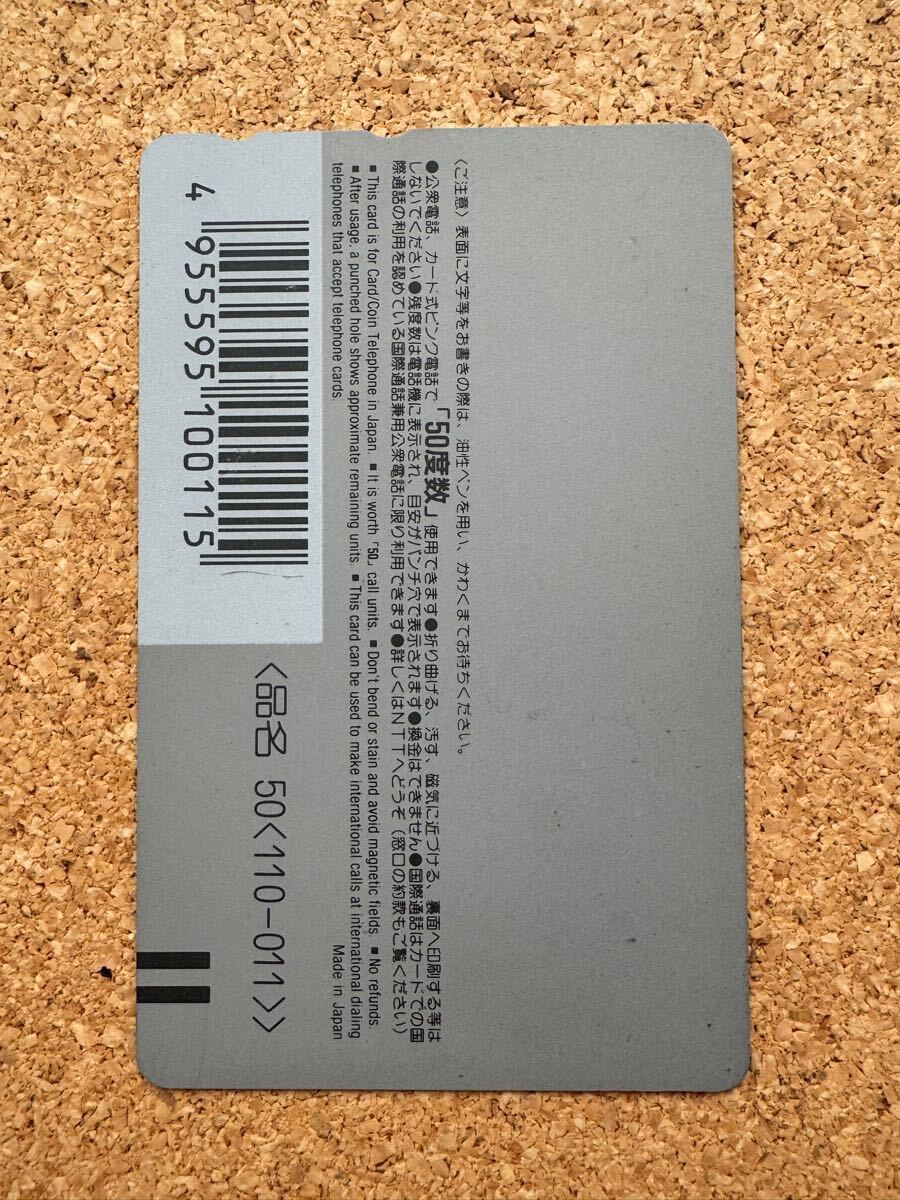 〈ご注意〉表面に文字等をお書きの際は、油性ペンを用い、かわくまでお待ちください。
●公衆電話、カード式ピンク電話で「50度数」使用できます●折り曲げる、汚す、磁気に近づける、裏面へ印刷する等は
しないでください●残度数は電話機に表示され、目安がパンチ穴で表示されます●換金はできません●国際通話はカードでの国
際通話の利用を認めている国際通話兼用公衆電話に限り利用できます●詳しくはNTTへどうぞ(窓口の約款もご覧ください)
■This card is for Card/Coin Telephone in Japan. ■It is worth「50」call units. ■Don't bend or stain and avoid magnetic fields. ■No refunds.
■After usage, a punched hole shows approximate remaining units. ■This card can be used to make international calls at international dialing
telephones that accept telephone cards.
Made in Japan
4 955595 100115
〈品名 50〈110-011〉〉